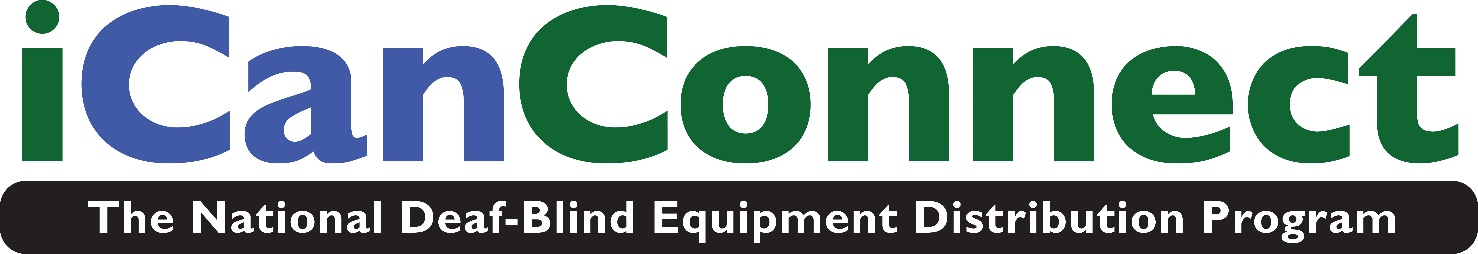 iCanConnect
The National Deaf-Blind Equipment Distribution Program